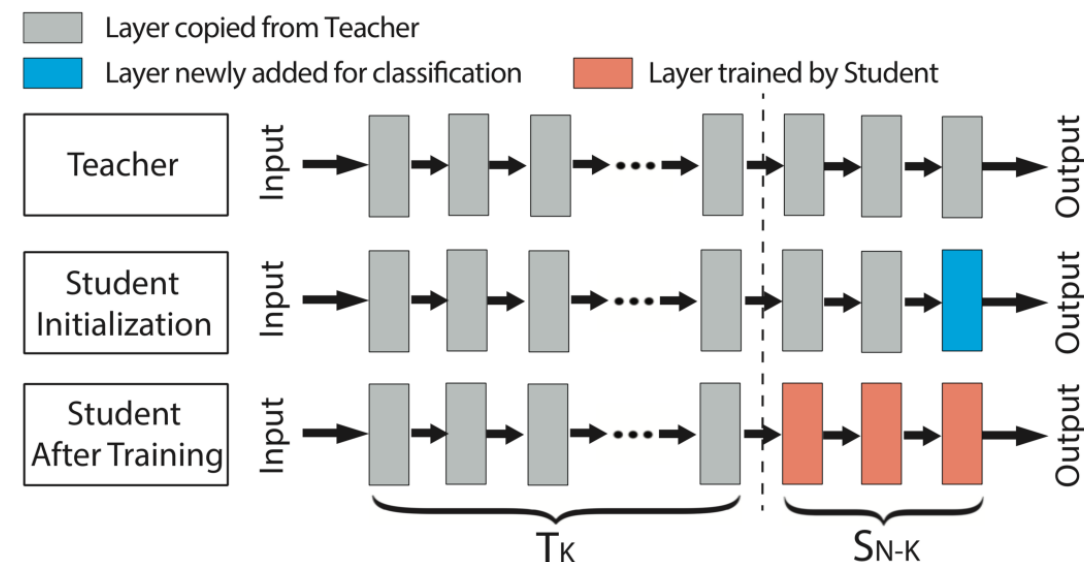 Layer copied from Teacher
Layer newly added for classification
Layer trained by Student
Teacher
Input
Output
Student
Initialization
Input
Output
Student
After Training
Input
Output
TK
SN-K